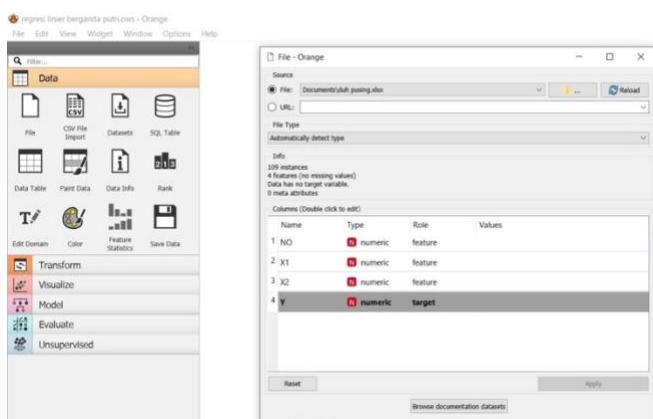 regresi linier berganda putri.ows - Orange
File Edit View Widget Window Options Help
Filter...
Data
File
CSV File Import
Datasets
SQL Table
Data Table
Paint Data
Data Info
Rank
Edit Domain
Color
Feature Statistics
Save Data
Transform
Visualize
Model
Evaluate
Unsupervised
File - Orange
Source
File: Documents\duh pusing.xlsx
... Reload
URL:
File Type
Automatically detect type
Info
109 instances
4 features (no missing values)
Data has no target variable.
0 meta attributes
Columns (Double click to edit)
Name Type Role Values
1 NO N numeric feature
2 X1 N numeric feature
3 X2 N numeric feature
4 Y N numeric target
Reset Apply
Browse documentation datasets